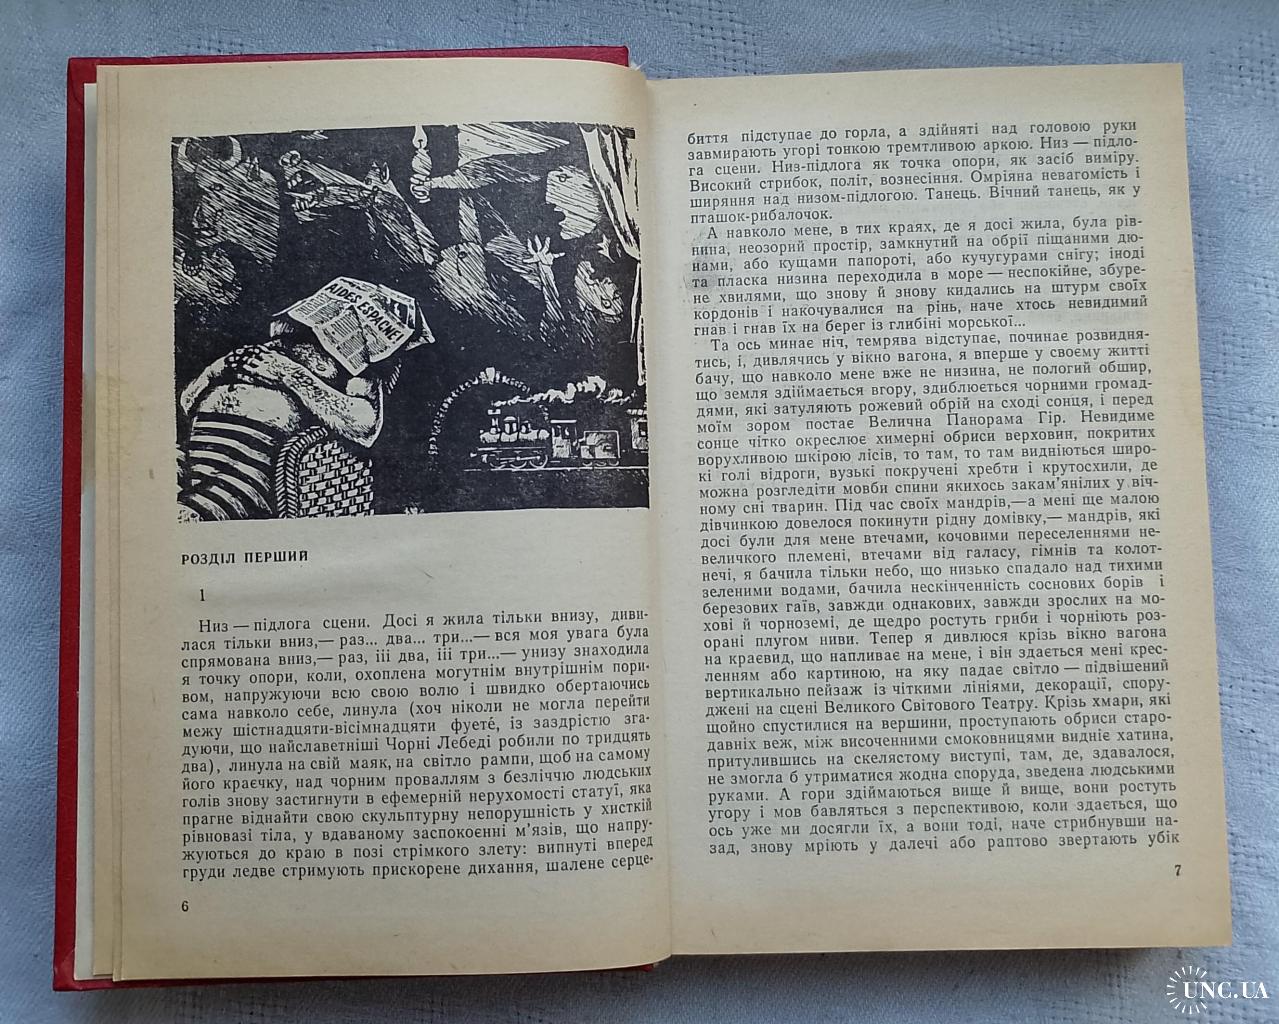 AIDES ESPAGNE!
РОЗДІЛ ПЕРШИЙ
1
Низ — підлога сцени. Досі я жила тільки внизу, диви-
лася тільки вниз,— раз... два... три...— вся моя увага була
спрямована вниз,— раз, ііі два, ііі три...— унизу знаходила
я точку опори, коли, охоплена могутнім внутрішнім пори-
вом, напружуючи всю свою волю і швидко обертаючись
сама навколо себе, линула (хоч ніколи не могла перейти
межу шістнадцяти-вісімнадцяти фуете́, із заздрістю зга-
дуючи, що найславетніші Чорні Лебеді робили по тридцять
два), линула на свій маяк, на світло рампи, щоб на самому
його краєчку, над чорним проваллям з безліччю людських
голів знову застигнути в ефемерній нерухомості статуї, яка
прагне віднайти свою скульптурну непорушність у хисткій
рівновазі тіла, у вдаваному заспокоєнні м’язів, що напру-
жуються до краю в позі стрімкого злету: випнуті вперед
груди ледве стримують прискорене дихання, шалене серце-
6
биття підступає до горла, а здійняті над головою руки
завмирають угорі тонкою тремтливою аркою. Низ — підло-
га сцени. Низ-підлога як точка опори, як засіб виміру.
Високий стрибок, політ, вознесіння. Омріяна невагомість і
ширяння над низом-підлогою. Танець. Вічний танець, як у
пташок-рибалочок.
А навколо мене, в тих краях, де я досі жила, була рів-
нина, неозорий простір, замкнутий на обрії піщаними дю-
нами, або кущами папороті, або кучугурами снігу; іноді
та пласка низина переходила в море — неспокійне, збуре-
не хвилями, що знову й знову кидались на штурм своїх
кордонів і накочувалися на рінь, наче хтось невидимий
гнав і гнав їх на берег із глибіні морської...
Та ось минає ніч, темрява відступає, починає розвидня-
тись, і, дивлячись у вікно вагона, я вперше у своєму житті
бачу, що навколо мене вже не низина, не пологий обшир,
що земля здіймається вгору, здиблюється чорними громад-
дями, які затуляють рожевий обрій на сході сонця, і перед
моїм зором постає Велична Панорама Гір. Невидиме
сонце чітко окреслює химерні обриси верховин, покритих
ворухливою шкірою лісів, то там, то там видніються широ-
кі голі відроги, вузькі покручені хребти і крутосхили, де
можна розгледіти мовби спини якихось закам’янілих у віч-
ному сні тварин. Під час своїх мандрів,—а мені ще малою
дівчинкою довелося покинути рідну домівку,— мандрів, які
досі були для мене втечами, кочовими переселеннями не-
величкого племені, втечами від галасу, гімнів та колот-
нечі, я бачила тільки небо, що низько спадало над тихими
зеленими водами, бачила нескінченність соснових борів і
березових гаїв, завжди однакових, завжди зрослих на мо-
хові й чорноземі, де щедро ростуть гриби і чорніють роз-
орані плугом ниви. Тепер я дивлюся крізь вікно вагона
на краєвид, що напливає на мене, і він здається мені крес-
ленням або картиною, на яку падає світло — підвішений
вертикально пейзаж із чіткими лініями, декорації, спору-
джені на сцені Великого Світового Театру. Крізь хмари, які
щойно спустилися на вершини, проступають обриси старо-
давніх веж, між височенними смоковницями видніє хатина,
притулившись на скелястому виступі, там, де, здавалося,
не змогла б утриматися жодна споруда, зведена людськими
руками. А гори здіймаються вище й вище, вони ростуть
угору і мов бавляться з перспективою, коли здається, що
ось уже ми досягли їх, а вони тоді, наче стрибнувши на-
зад, знову мріють у далечі або раптово звертають убік
7
UNC.UA